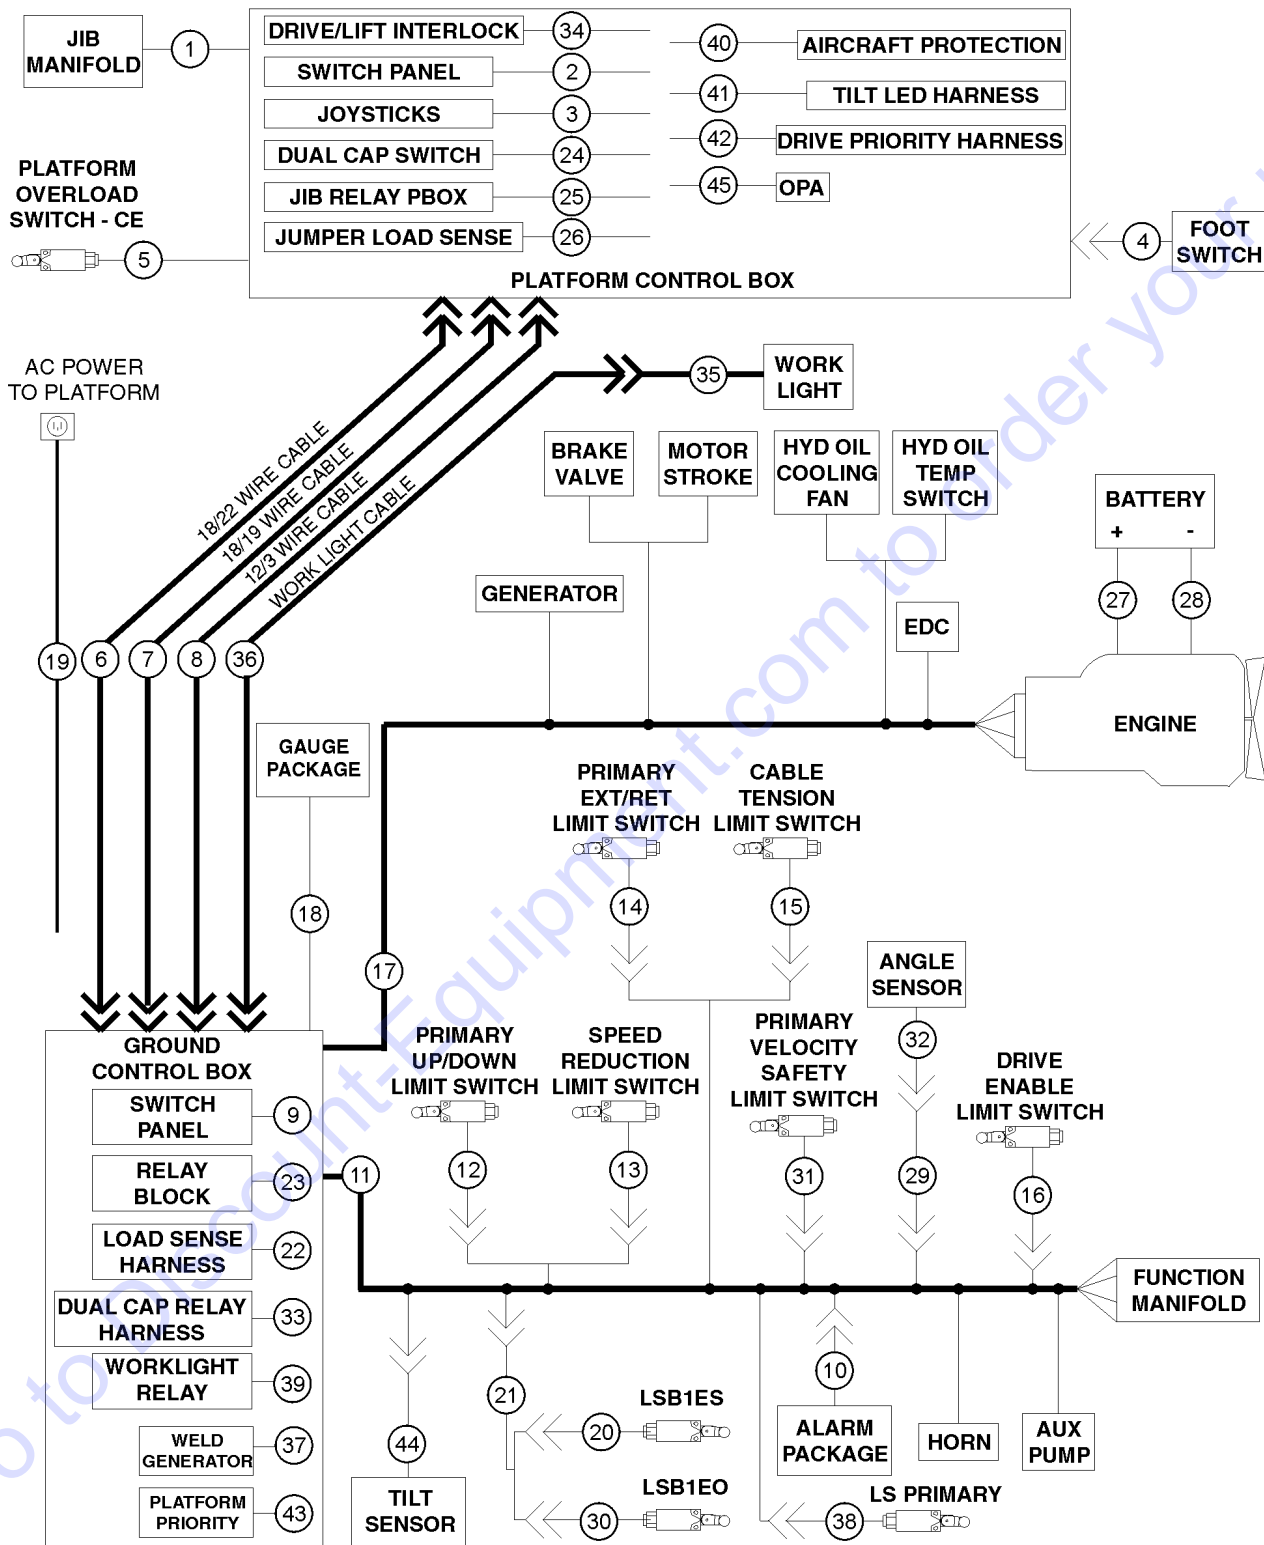 JIB
MANIFOLD
1
DRIVE/LIFT INTERLOCK
34
SWITCH PANEL
2
JOYSTICKS
3
DUAL CAP SWITCH
24
JIB RELAY PBOX
25
JUMPER LOAD SENSE
26
40
AIRCRAFT PROTECTION
41
TILT LED HARNESS
42
DRIVE PRIORITY HARNESS
45
OPA
PLATFORM CONTROL BOX
PLATFORM
OVERLOAD
SWITCH - CE
5
4
FOOT
SWITCH
AC POWER
TO PLATFORM
19
18/22 WIRE CABLE
18/19 WIRE CABLE
12/3 WIRE CABLE
WORK LIGHT CABLE
6
7
8
36
35
WORK
LIGHT
BRAKE
VALVE
MOTOR
STROKE
HYD OIL
COOLING
FAN
HYD OIL
TEMP
SWITCH
BATTERY
+ -
27
28
GENERATOR
EDC
ENGINE
GAUGE
PACKAGE
18
17
PRIMARY
EXT/RET
LIMIT SWITCH
14
CABLE
TENSION
LIMIT SWITCH
15
ANGLE
SENSOR
32
29
PRIMARY
UP/DOWN
LIMIT SWITCH
12
SPEED
REDUCTION
LIMIT SWITCH
13
PRIMARY
VELOCITY
SAFETY
LIMIT SWITCH
31
DRIVE
ENABLE
LIMIT SWITCH
16
GROUND
CONTROL BOX
SWITCH
PANEL
9
RELAY
BLOCK
23
11
LOAD SENSE
HARNESS
22
DUAL CAP RELAY
HARNESS
33
WORKLIGHT
RELAY
39
WELD
GENERATOR
37
PLATFORM
PRIORITY
43
FUNCTION
MANIFOLD
44
TILT
SENSOR
21
20
LSB1ES
30
LSB1EO
10
ALARM
PACKAGE
HORN
AUX
PUMP
38
LS PRIMARY
o to Discount-Equipment.com to order your